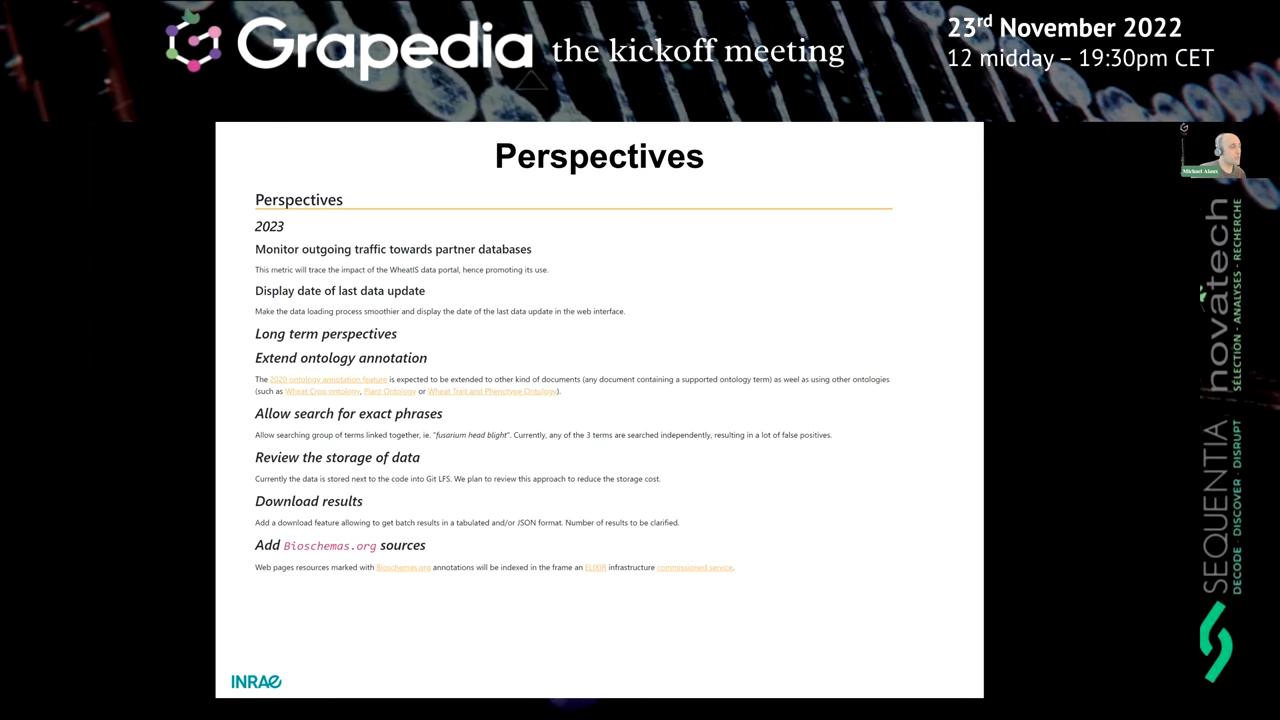 Grapedia the kickoff meeting
23rd November 2022
12 midday – 19:30pm CET
Perspectives
Perspectives
2023
Monitor outgoing traffic towards partner databases
This metric will trace the impact of the WheatIS data portal, hence promoting its use.
Display date of last data update
Make the data loading process smoothier and display the date of the last data update in the web interface.
Long term perspectives
Extend ontology annotation
The 2020 ontology annotation feature is expected to be extended to other kind of documents (any document containing a supported ontology term) as weel as using other ontologies
(such as Wheat Crop ontology, Plant Ontology or Wheat Trait and Phenotype Ontology).
Allow search for exact phrases
Allow searching group of terms linked together, ie. "fusarium head blight". Currently, any of the 3 terms are searched independently, resulting in a lot of false positives.
Review the storage of data
Currently the data is stored next to the code into Git LFS. We plan to review this approach to reduce the storage cost.
Download results
Add a download feature allowing to get batch results in a tabulated and/or JSON format. Number of results to be clarified.
Add Bioschemas.org sources
Web pages resources marked with Bioschemas.org annotations will be indexed in the frame an ELIXIR infrastructure commissioned service.
INRAE
Michael Alaux
novatech
SÉLECTION - ANALYSES - RECHERCHE
SEQUENTIA
DECODE · DISCOVER · DISRUPT